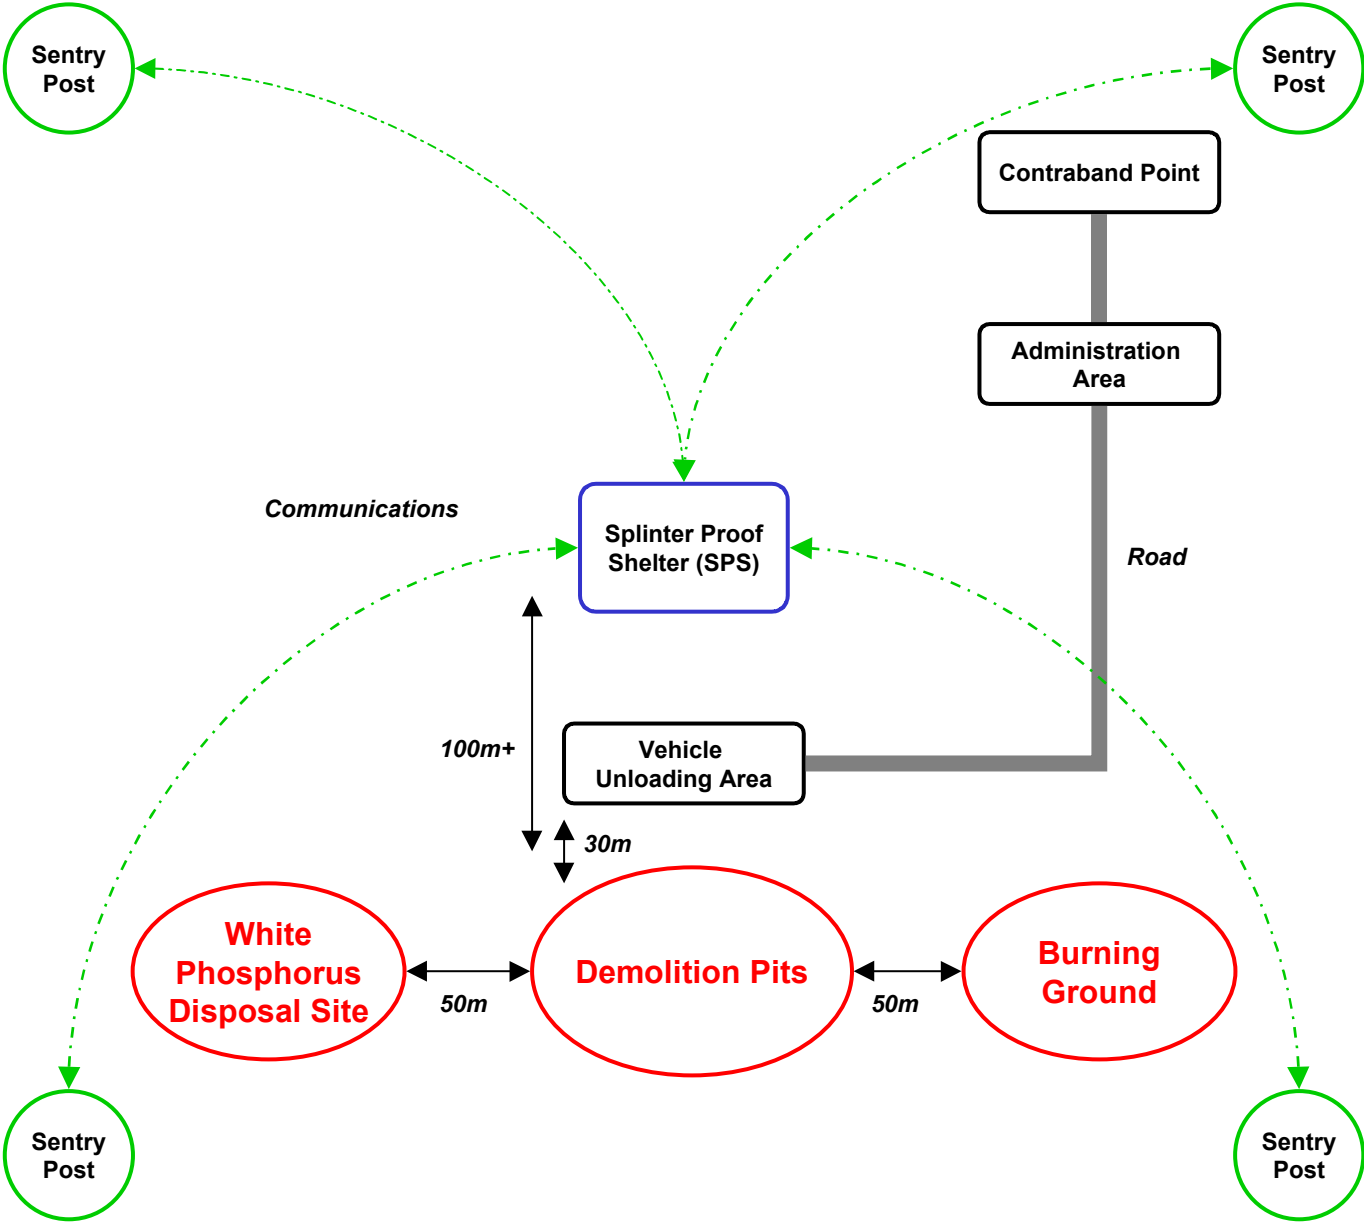 Sentry
Post
Sentry
Post
Contraband Point
Administration
Area
Communications
Splinter Proof
Shelter (SPS)
Road
100m+
Vehicle
Unloading Area
30m
White
Phosphorus
Disposal Site
50m
Demolition Pits
50m
Burning
Ground
Sentry
Post
Sentry
Post